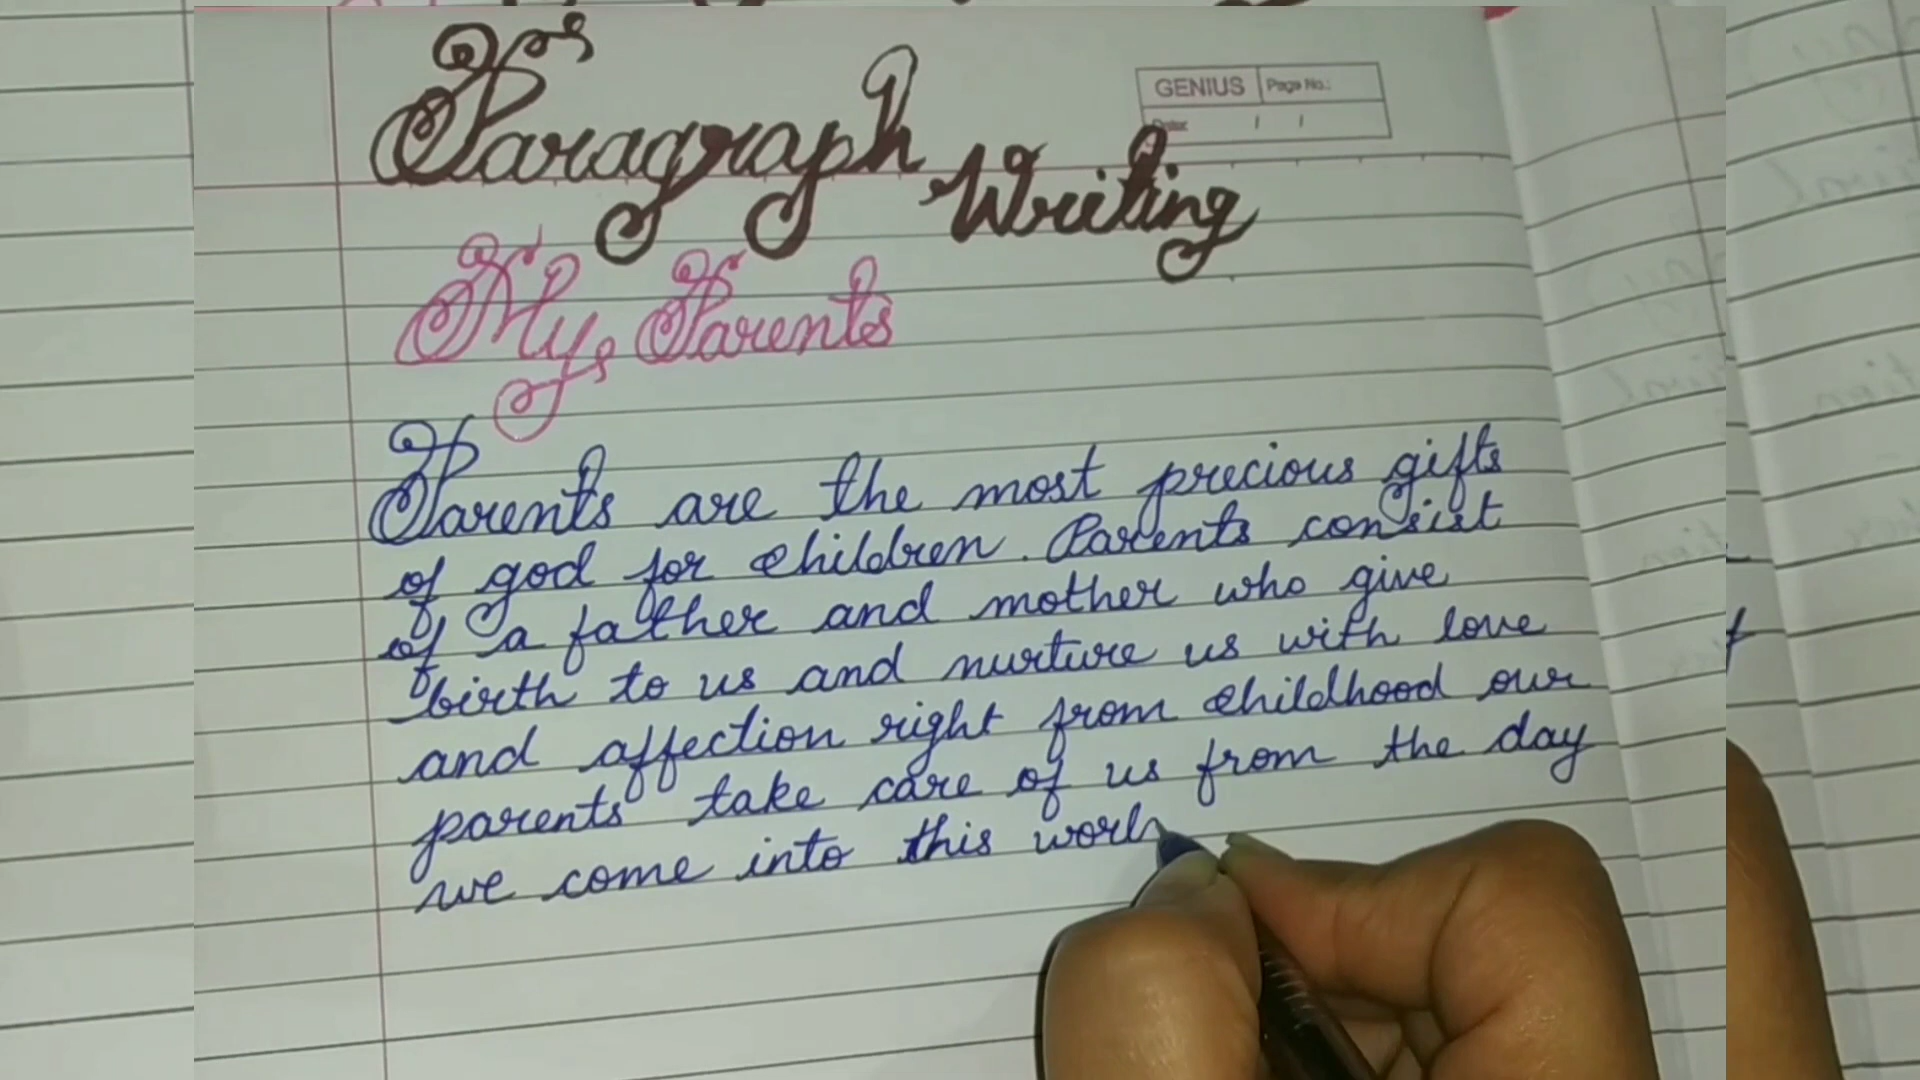 Paragraph Writing
GENIUS Page No.:
Date: / /
My Parents
Parents are the most precious gifts
of god for children. Parents consist
of a father and mother who give
birth to us and nurture us with love
and affection right from childhood our
parents take care of us from the day
we come into this worl